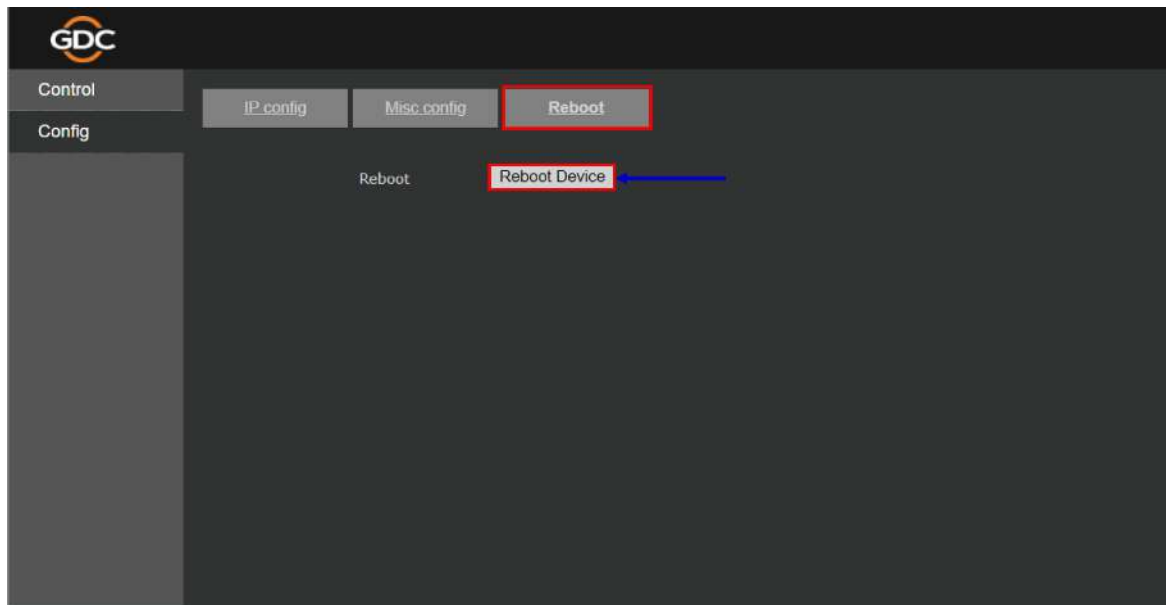 GDC
Control
Config
IP config
Misc config
Reboot
Reboot
Reboot Device